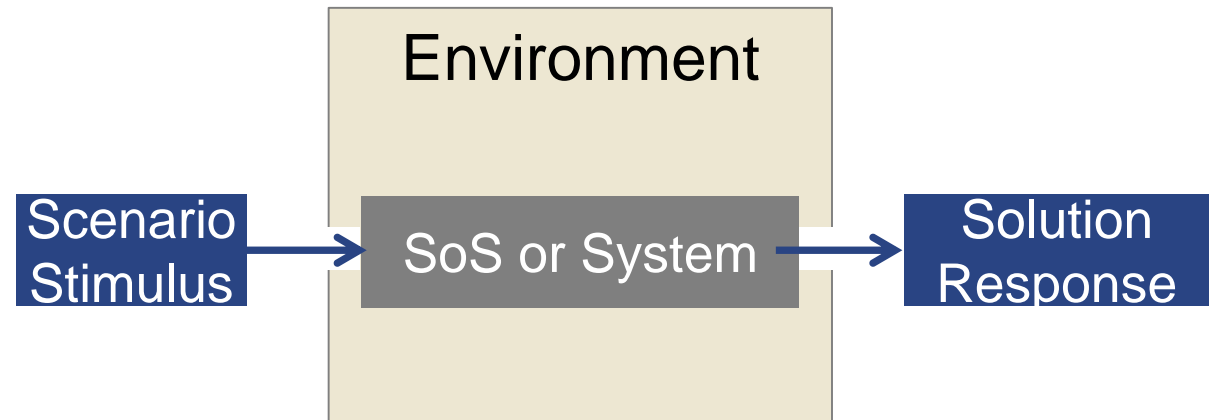 Environment
Scenario
Stimulus
SoS or System
Solution
Response